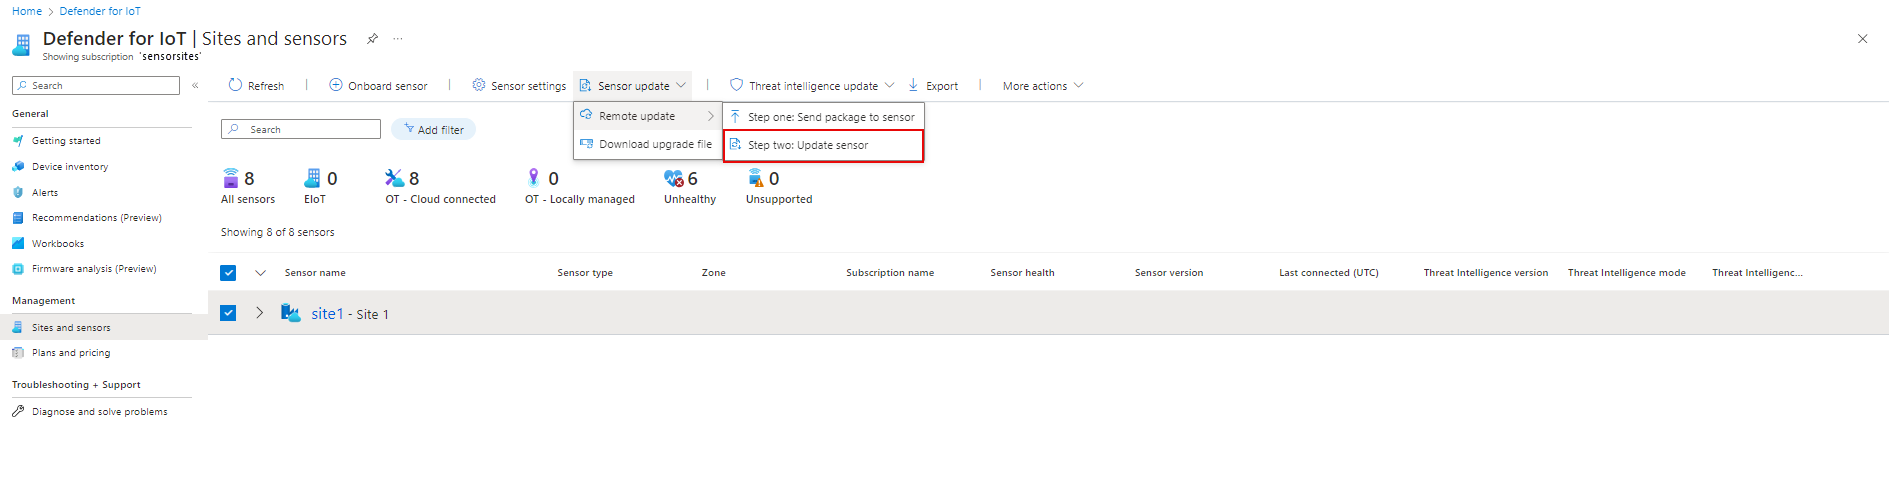 Home > Defender for IoT
Defender for IoT | Sites and sensors ...
Showing subscription 'sensorsites'
Search «
General
Getting started
Device inventory
Alerts
Recommendations (Preview)
Workbooks
Firmware analysis (Preview)
Management
Sites and sensors
Plans and pricing
Troubleshooting + Support
Diagnose and solve problems
Refresh | Onboard sensor | Sensor settings Sensor update | Threat intelligence update Export | More actions
Remote update >
Download upgrade file
Step one: Send package to sensor
Step two: Update sensor
Search Add filter
8 0 8 0 6 0
All sensors EIoT OT - Cloud connected OT - Locally managed Unhealthy Unsupported
Showing 8 of 8 sensors
Sensor name Sensor type Zone Subscription name Sensor health Sensor version Last connected (UTC) Threat Intelligence version Threat Intelligence mode Threat Intelligenc...
site1 - Site 1